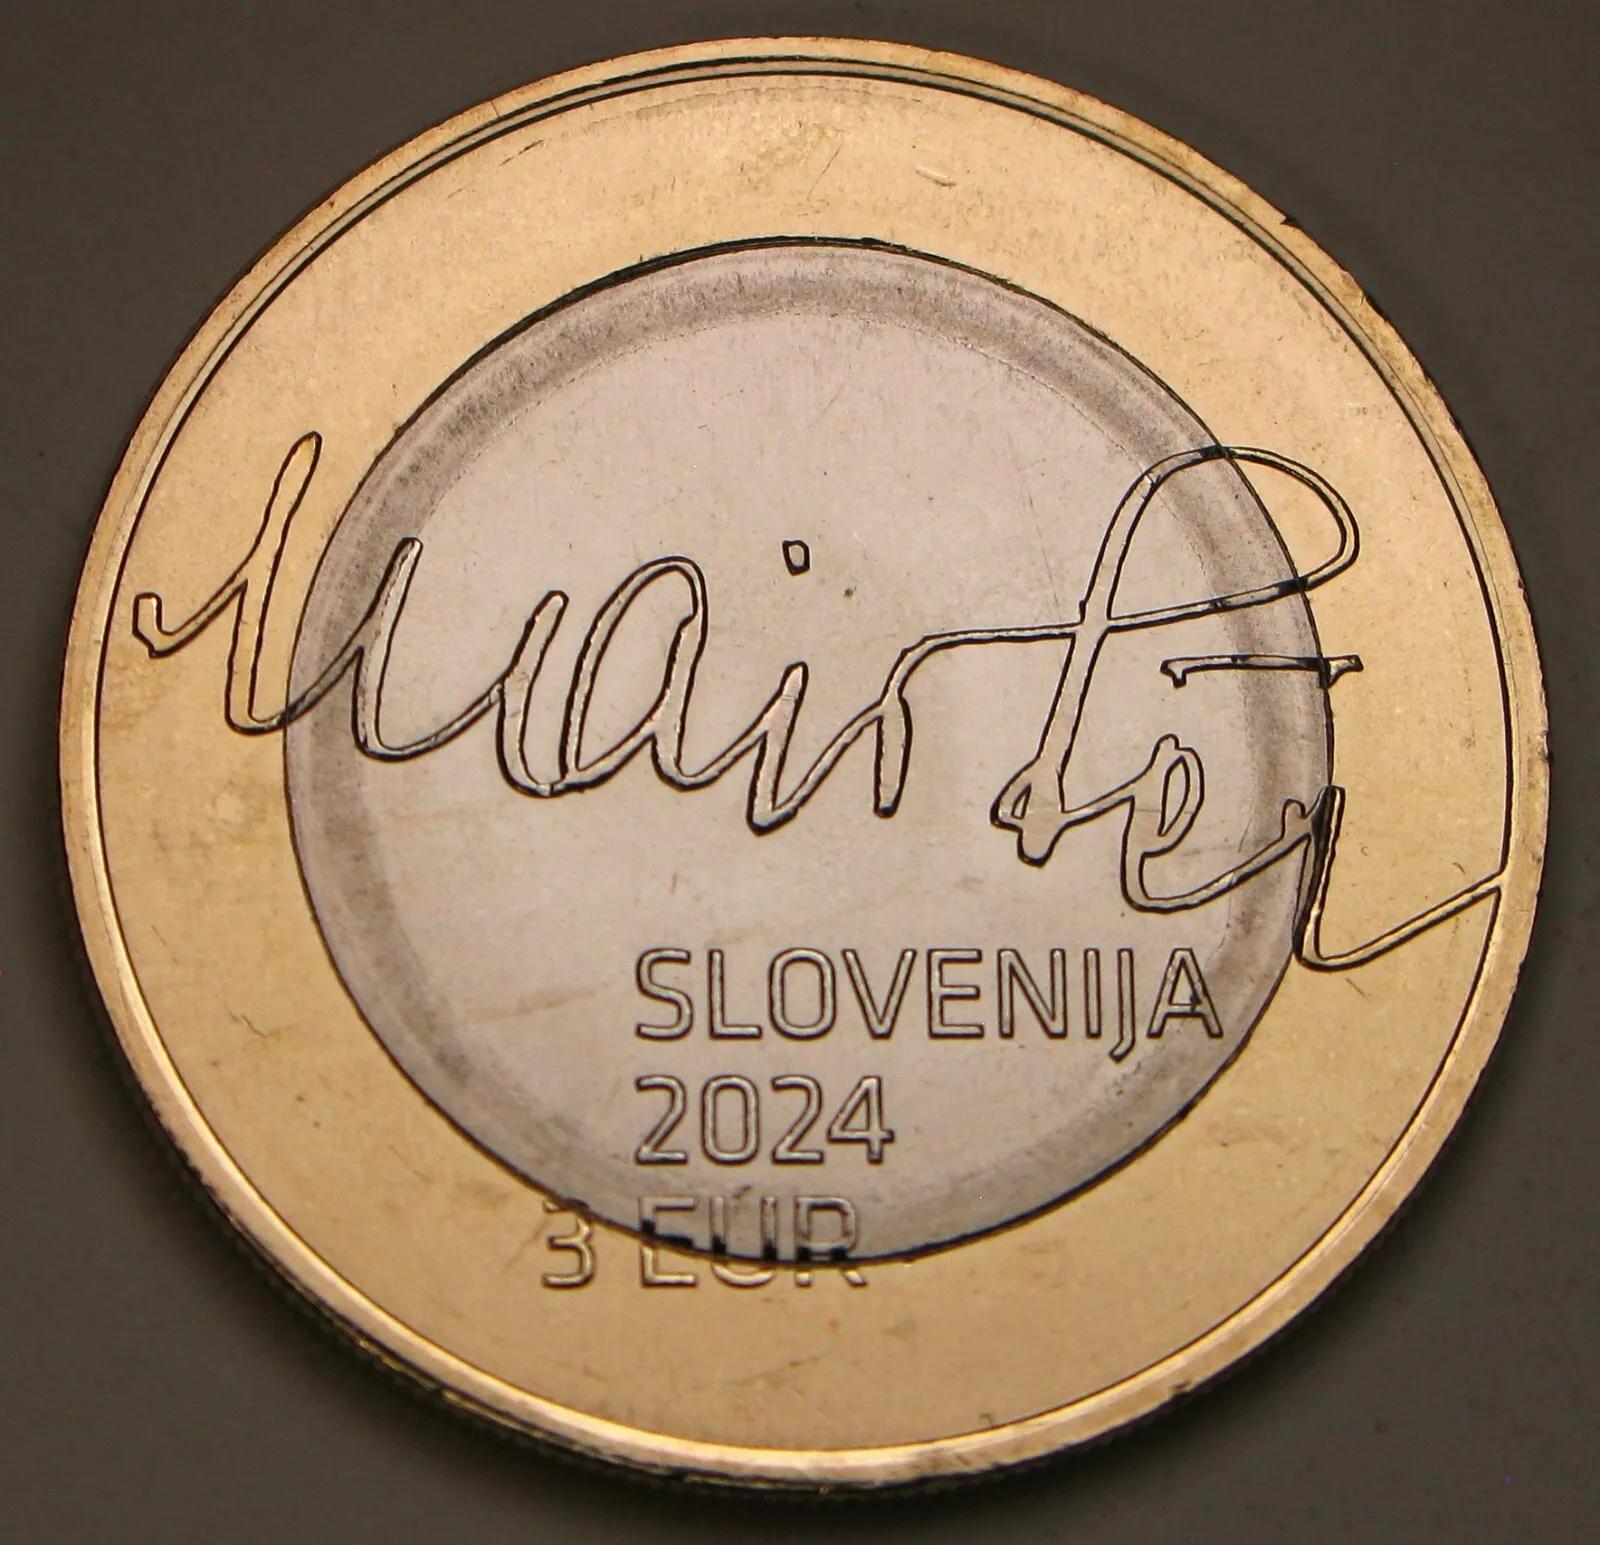 Maister
SLOVENIJA
2024
3 EUR